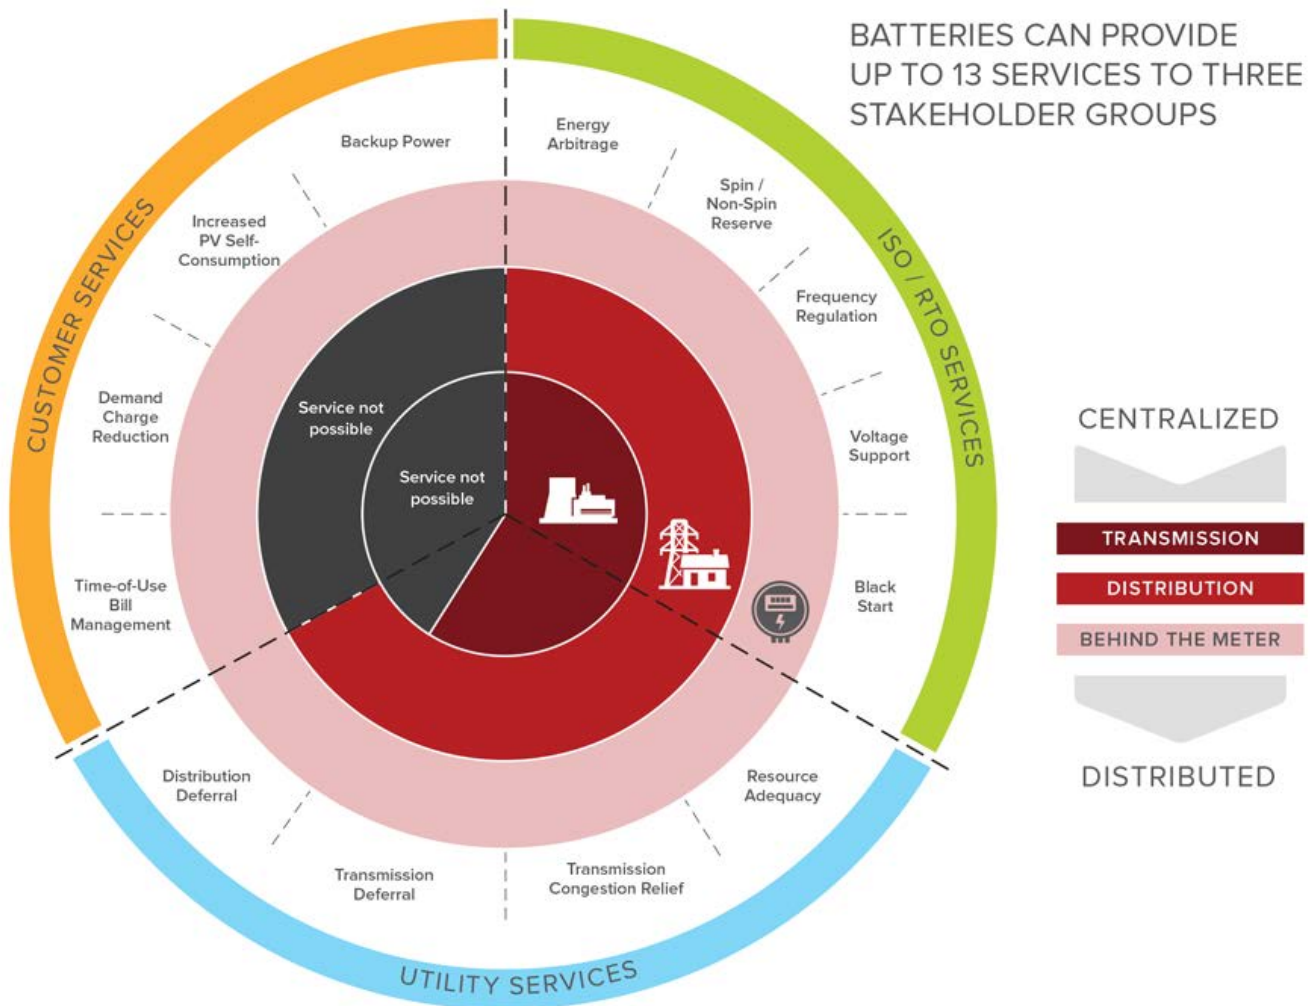 BATTERIES CAN PROVIDE
UP TO 13 SERVICES TO THREE
STAKEHOLDER GROUPS
CUSTOMER SERVICES
ISO / RTO SERVICES
UTILITY SERVICES
Backup Power
Increased
PV Self-
Consumption
Demand
Charge
Reduction
Time-of-Use
Bill
Management
Energy
Arbitrage
Spin /
Non-Spin
Reserve
Frequency
Regulation
Voltage
Support
Black
Start
Resource
Adequacy
Transmission
Congestion Relief
Transmission
Deferral
Distribution
Deferral
Service not
possible
Service not
possible
CENTRALIZED
TRANSMISSION
DISTRIBUTION
BEHIND THE METER
DISTRIBUTED